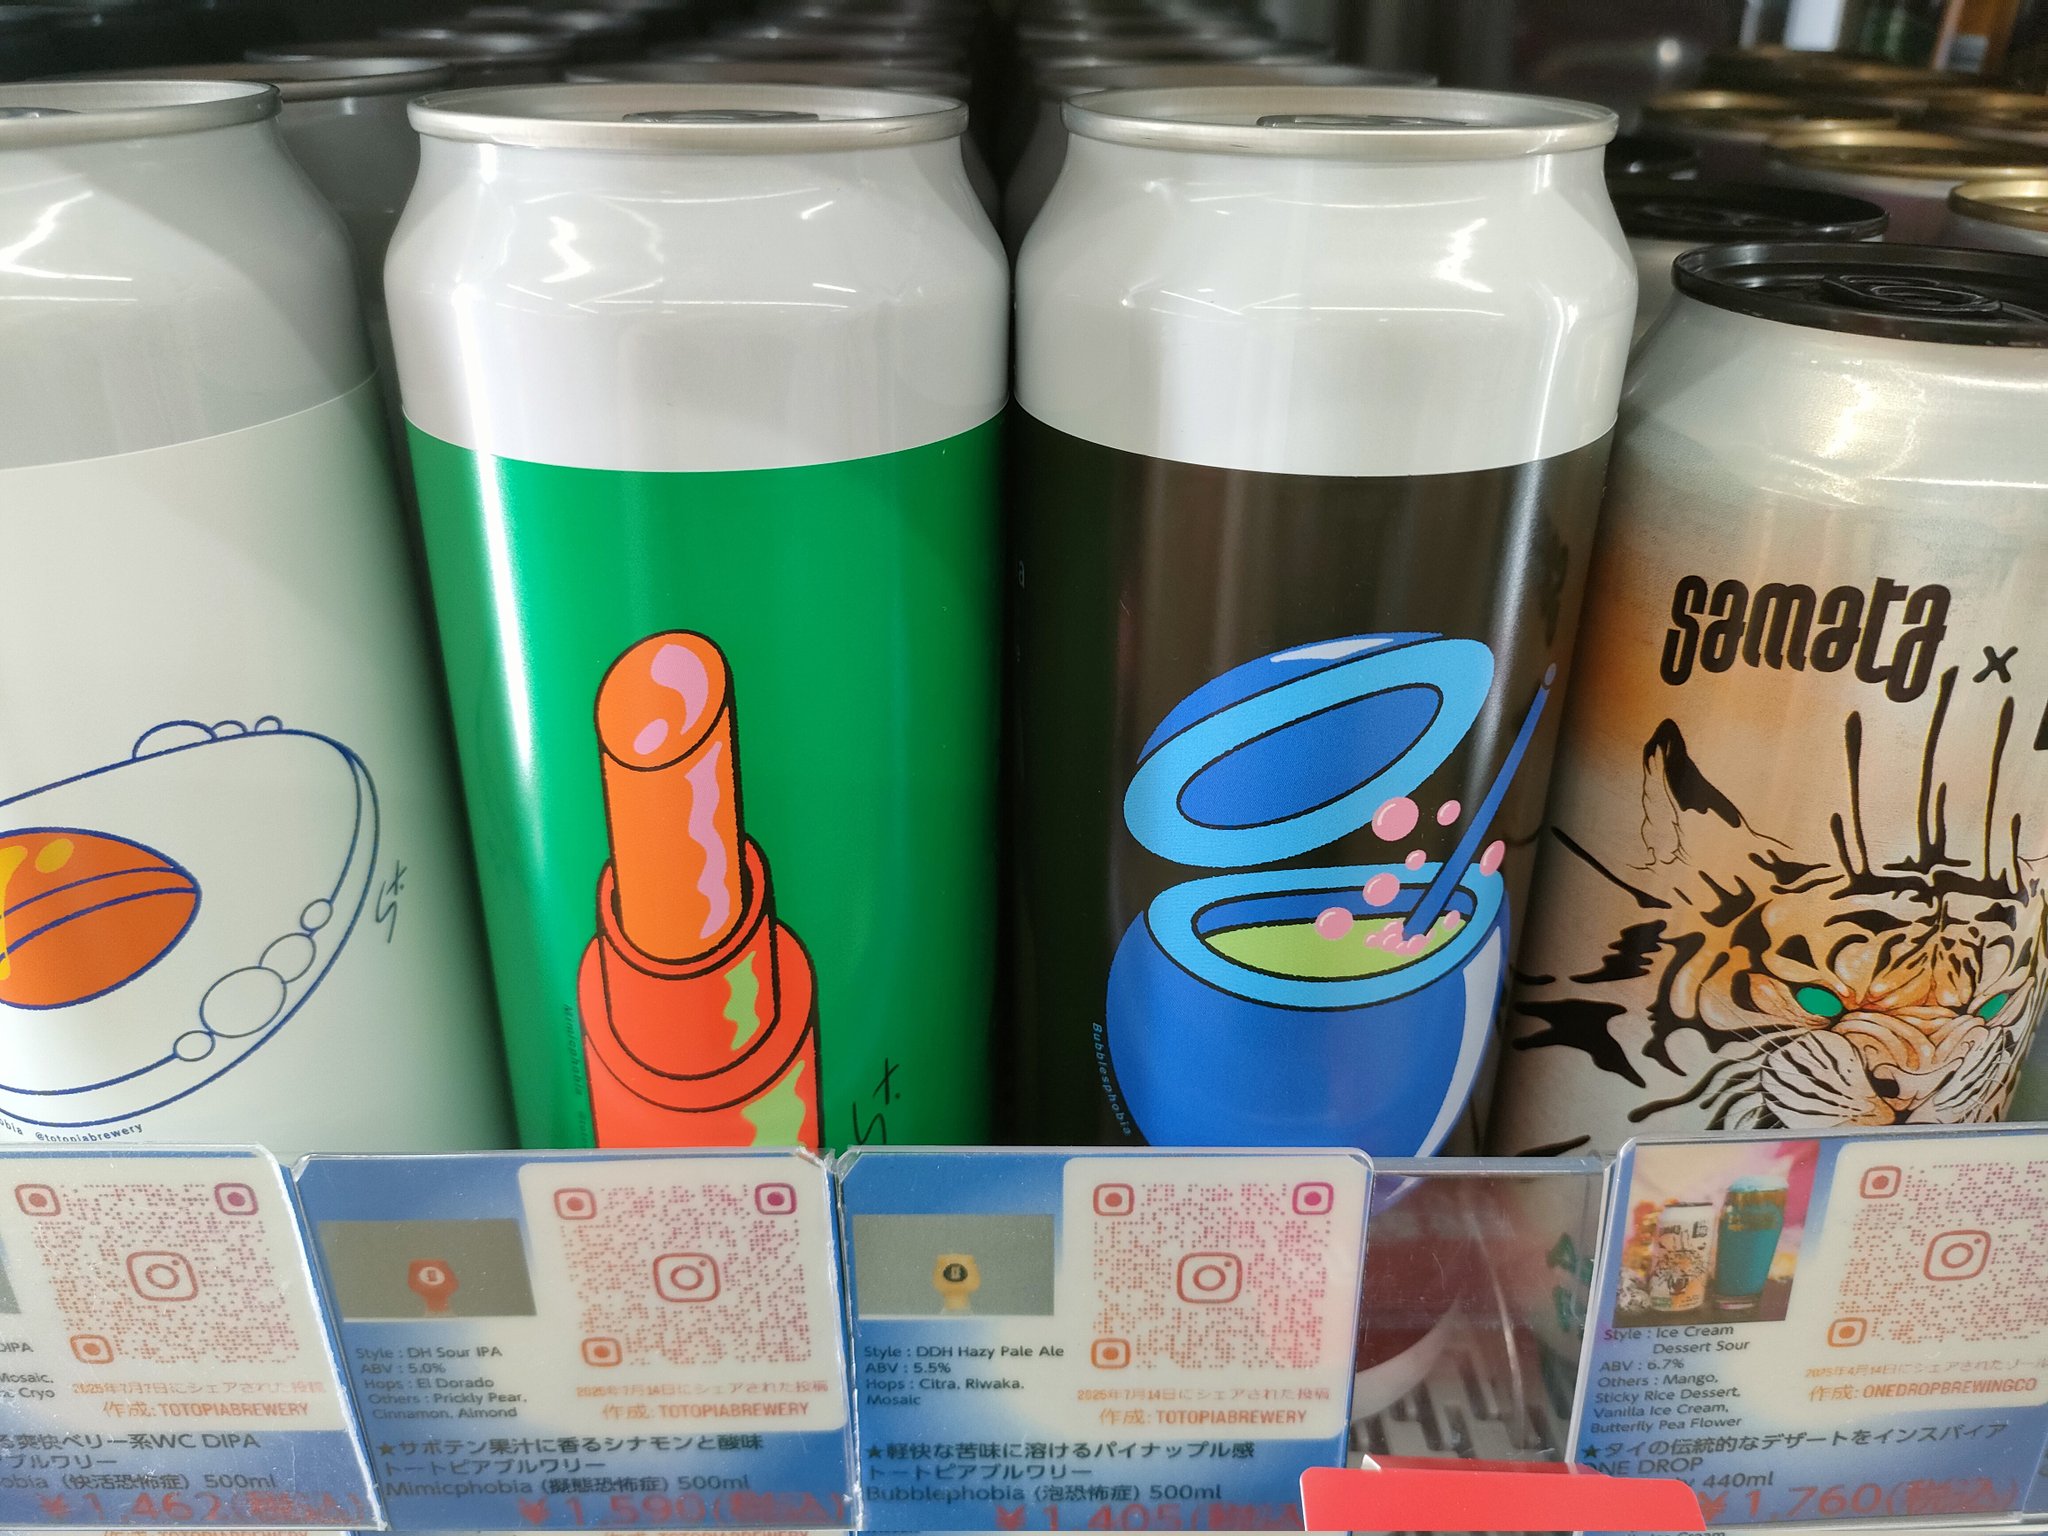 samata x
Mimicphobia
Bubblesphobia
@totopiabrewery
DIPA
Mosaic,
Cryo
2025年7月7日にシェアされた投稿
作成: TOTOPIABREWERY
爽快ベリー系WC DIPA
ブルワリー
obia (快活恐怖症) 500ml
¥1,462(税込)
Style : DH Sour IPA
ABV : 5.0%
Hops : El Dorado
Others : Prickly Pear,
Cinnamon, Almond
2025年7月14日にシェアされた投稿
作成: TOTOPIABREWERY
★サボテン果汁に香るシナモンと酸味
トートピアブルワリー
Mimicphobia (擬態恐怖症) 500ml
¥1,590(税込)
Style : DDH Hazy Pale Ale
ABV : 5.5%
Hops : Citra, Riwaka,
Mosaic
2025年7月14日にシェアされた投稿
作成: TOTOPIABREWERY
★軽快な苦味に溶けるパイナップル感
トートピアブルワリー
Bubblephobia (泡恐怖症) 500ml
¥1,405(税込)
Style : Ice Cream
Dessert Sour
ABV : 6.7%
Others : Mango,
Sticky Rice Dessert,
Vanilla Ice Cream,
Butterfly Pea Flower
2025年4月14日にシェアされた
作成: ONEDROPBREWINGCO
★タイの伝統的なデザートをインスパイア
ONE DROP
440ml
¥1,760(税込)